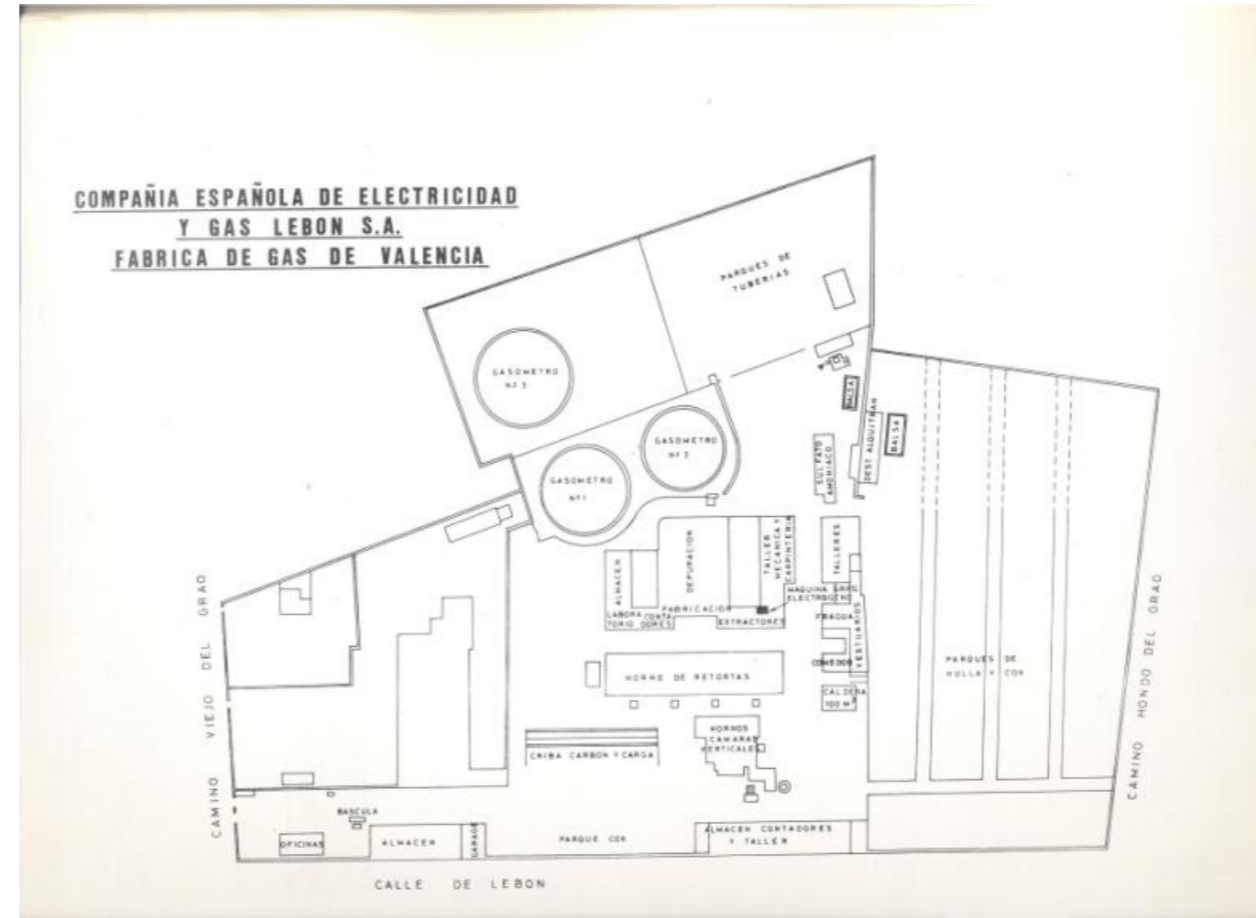 COMPAÑIA ESPAÑOLA DE ELECTRICIDAD
Y GAS LEBON S.A.
FABRICA DE GAS DE VALENCIA
PARQUES DE
TUBERIAS
GASOMETRO
Nº 3
GASOMETRO
Nº 2
GASOMETRO
Nº 1
BALSA
BALSA
DEST. ALQUITRAN
SULFATO
AMONIACO
ALMACEN
DEPURACION
TALLER
MECANICA Y
CARPINTERIA
TALLERES
MAQUINA GRUPO
ELECTROGENO
LABORA
TORIO
CONTA
DORES
FABRICACION
EXTRACTORES
FRAGUA
VESTUARIOS
COMEDOR
CALDERA
HORNO DE RETORTAS
PARQUES DE
HULLA Y COK
HORNOS
CAMARAS
VERTICALES
CRIBA CARBON Y CARGA
BASCULA
OFICINAS
ALMACEN
GARAGE
PARQUE COK
ALMACEN CONTADORES
Y TALLER
CAMINO VIEJO DEL GRAO
CAMINO HONDO DEL GRAO
CALLE DE LEBON